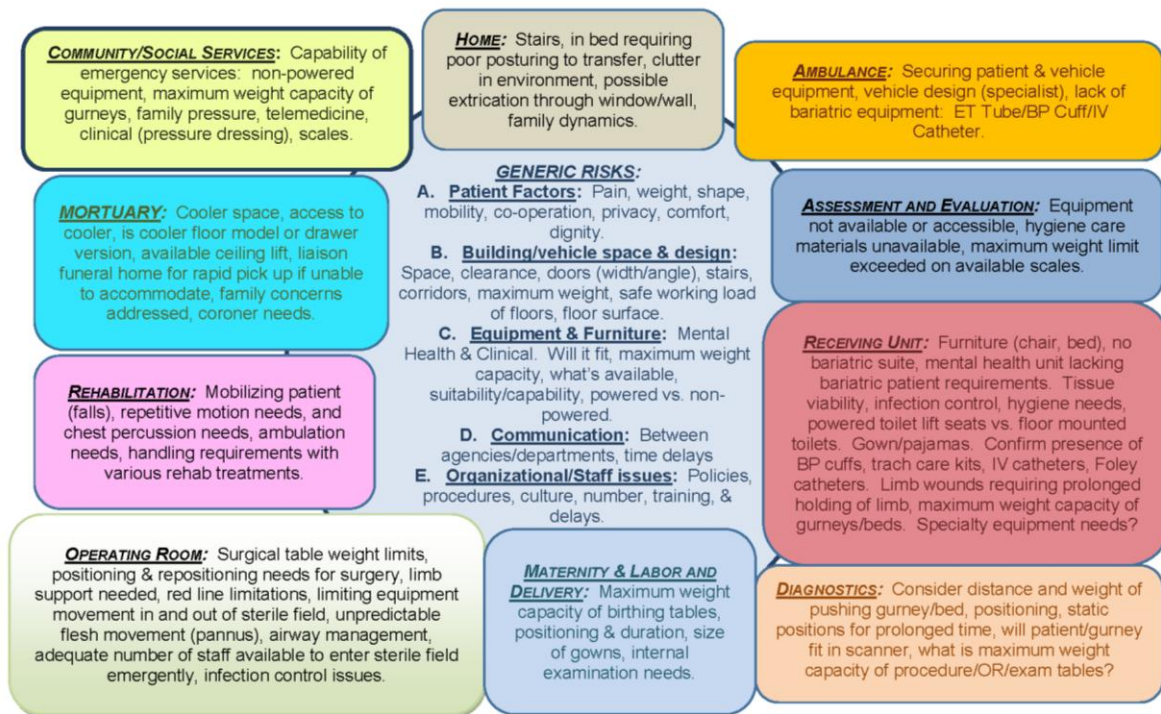 COMMUNITY/SOCIAL SERVICES: Capability of
emergency services: non-powered
equipment, maximum weight capacity of
gurneys, family pressure, telemedicine,
clinical (pressure dressing), scales.
HOME: Stairs, in bed requiring
poor posturing to transfer, clutter
in environment, possible
extrication through window/wall,
family dynamics.
AMBULANCE: Securing patient & vehicle
equipment, vehicle design (specialist), lack of
bariatric equipment: ET Tube/BP Cuff/IV
Catheter.
MORTUARY: Cooler space, access to
cooler, is cooler floor model or drawer
version, available ceiling lift, liaison
funeral home for rapid pick up if unable
to accommodate, family concerns
addressed, coroner needs.
GENERIC RISKS:
A. Patient Factors: Pain, weight, shape,
mobility, co-operation, privacy, comfort,
dignity.
B. Building/vehicle space & design:
Space, clearance, doors (width/angle), stairs,
corridors, maximum weight, safe working load
of floors, floor surface.
C. Equipment & Furniture: Mental
Health & Clinical. Will it fit, maximum weight
capacity, what's available,
suitability/capability, powered vs. non-
powered.
D. Communication: Between
agencies/departments, time delays
E. Organizational/Staff issues: Policies,
procedures, culture, number, training, &
delays.
ASSESSMENT AND EVALUATION: Equipment
not available or accessible, hygiene care
materials unavailable, maximum weight limit
exceeded on available scales.
REHABILITATION: Mobilizing patient
(falls), repetitive motion needs, and
chest percussion needs, ambulation
needs, handling requirements with
various rehab treatments.
RECEIVING UNIT: Furniture (chair, bed), no
bariatric suite, mental health unit lacking
bariatric patient requirements. Tissue
viability, infection control, hygiene needs,
powered toilet lift seats vs. floor mounted
toilets. Gown/pajamas. Confirm presence of
BP cuffs, trach care kits, IV catheters, Foley
catheters. Limb wounds requiring prolonged
holding of limb, maximum weight capacity of
gurneys/beds. Specialty equipment needs?
OPERATING ROOM: Surgical table weight limits,
positioning & repositioning needs for surgery, limb
support needed, red line limitations, limiting equipment
movement in and out of sterile field, unpredictable
flesh movement (pannus), airway management,
adequate number of staff available to enter sterile field
emergently, infection control issues.
MATERNITY & LABOR AND
DELIVERY: Maximum weight
capacity of birthing tables,
positioning & duration, size
of gowns, internal
examination needs.
DIAGNOSTICS: Consider distance and weight of
pushing gurney/bed, positioning, static
positions for prolonged time, will patient/gurney
fit in scanner, what is maximum weight
capacity of procedure/OR/exam tables?